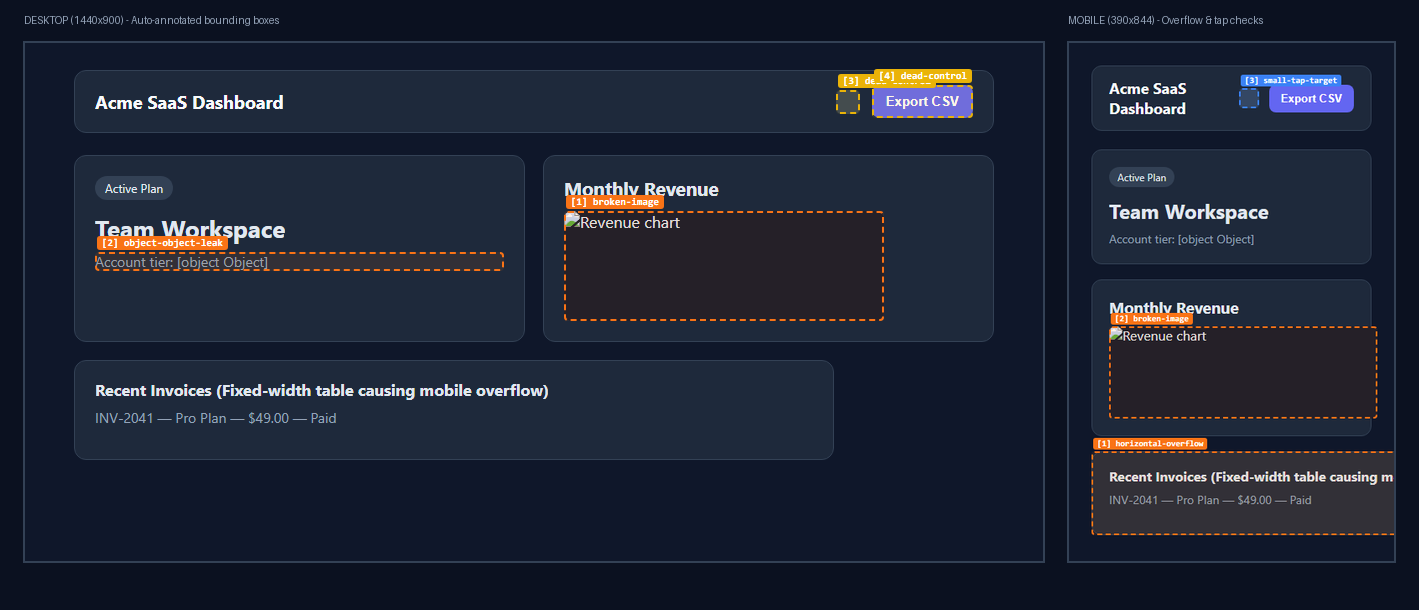 DESKTOP (1440x900) - Auto-annotated bounding boxes
Acme SaaS Dashboard
[3] de
[4] dead-control
Export CSV
Active Plan
Team Workspace
[2] object-object-leak
Account tier: [object Object]
Monthly Revenue
[1] broken-image
Revenue chart
Recent Invoices (Fixed-width table causing mobile overflow)
INV-2041 — Pro Plan — $49.00 — Paid
MOBILE (390x844) - Overflow & tap checks
Acme SaaS
Dashboard
[3] small-tap-target
Export CSV
Active Plan
Team Workspace
Account tier: [object Object]
Monthly Revenue
[2] broken-image
Revenue chart
[1] horizontal-overflow
Recent Invoices (Fixed-width table causing m
INV-2041 — Pro Plan — $49.00 — Paid